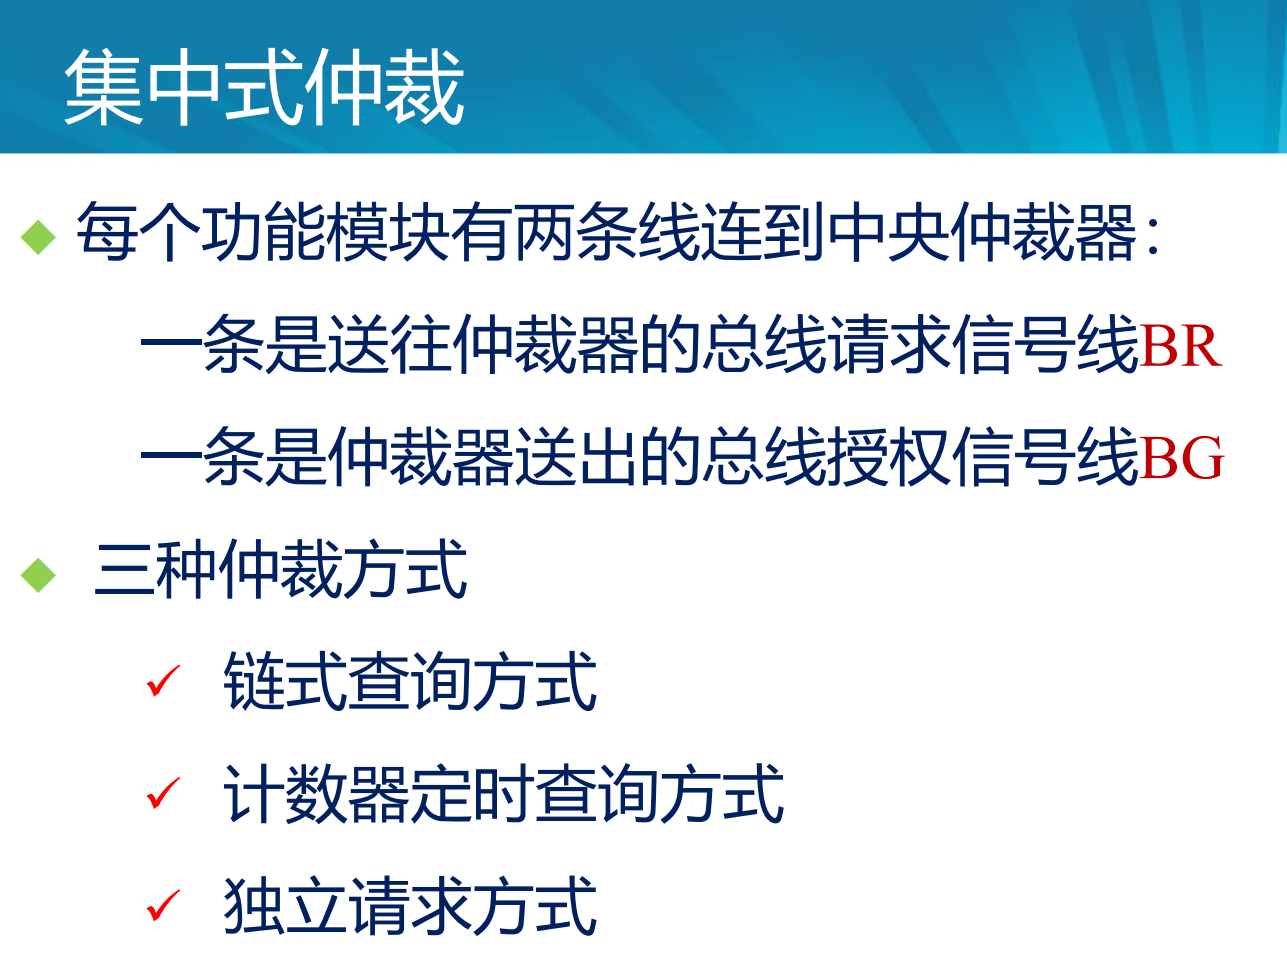 集中式仲裁
每个功能模块有两条线连到中央仲裁器：
一条是送往仲裁器的总线请求信号线BR
一条是仲裁器送出的总线授权信号线BG
三种仲裁方式
链式查询方式
计数器定时查询方式
独立请求方式